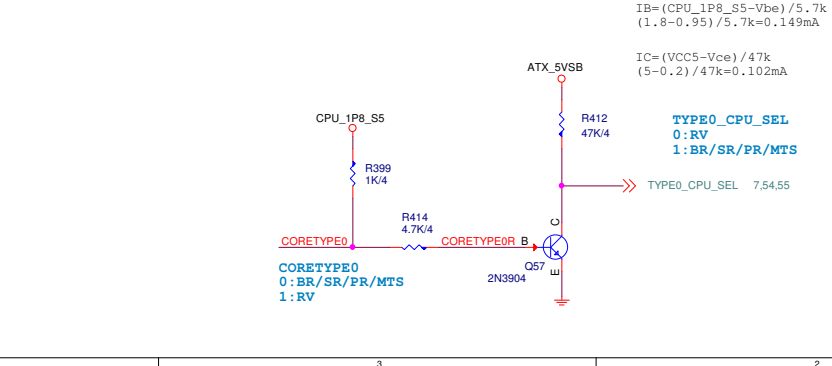 IB=(CPU_1P8_S5-Vbe)/5.7k
(1.8-0.95)/5.7k=0.149mA
IC=(VCC5-Vce)/47k
(5-0.2)/47k=0.102mA
ATX_5VSB
CPU_1P8_S5
R412
47K/4
TYPE0_CPU_SEL
0:RV
1:BR/SR/PR/MTS
R399
1K/4
TYPE0_CPU_SEL 7,54,55
R414
4.7K/4
C
CORETYPE0
CORETYPE0R
B
CORETYPE0
0:BR/SR/PR/MTS
1:RV
Q57
2N3904
E
3
2